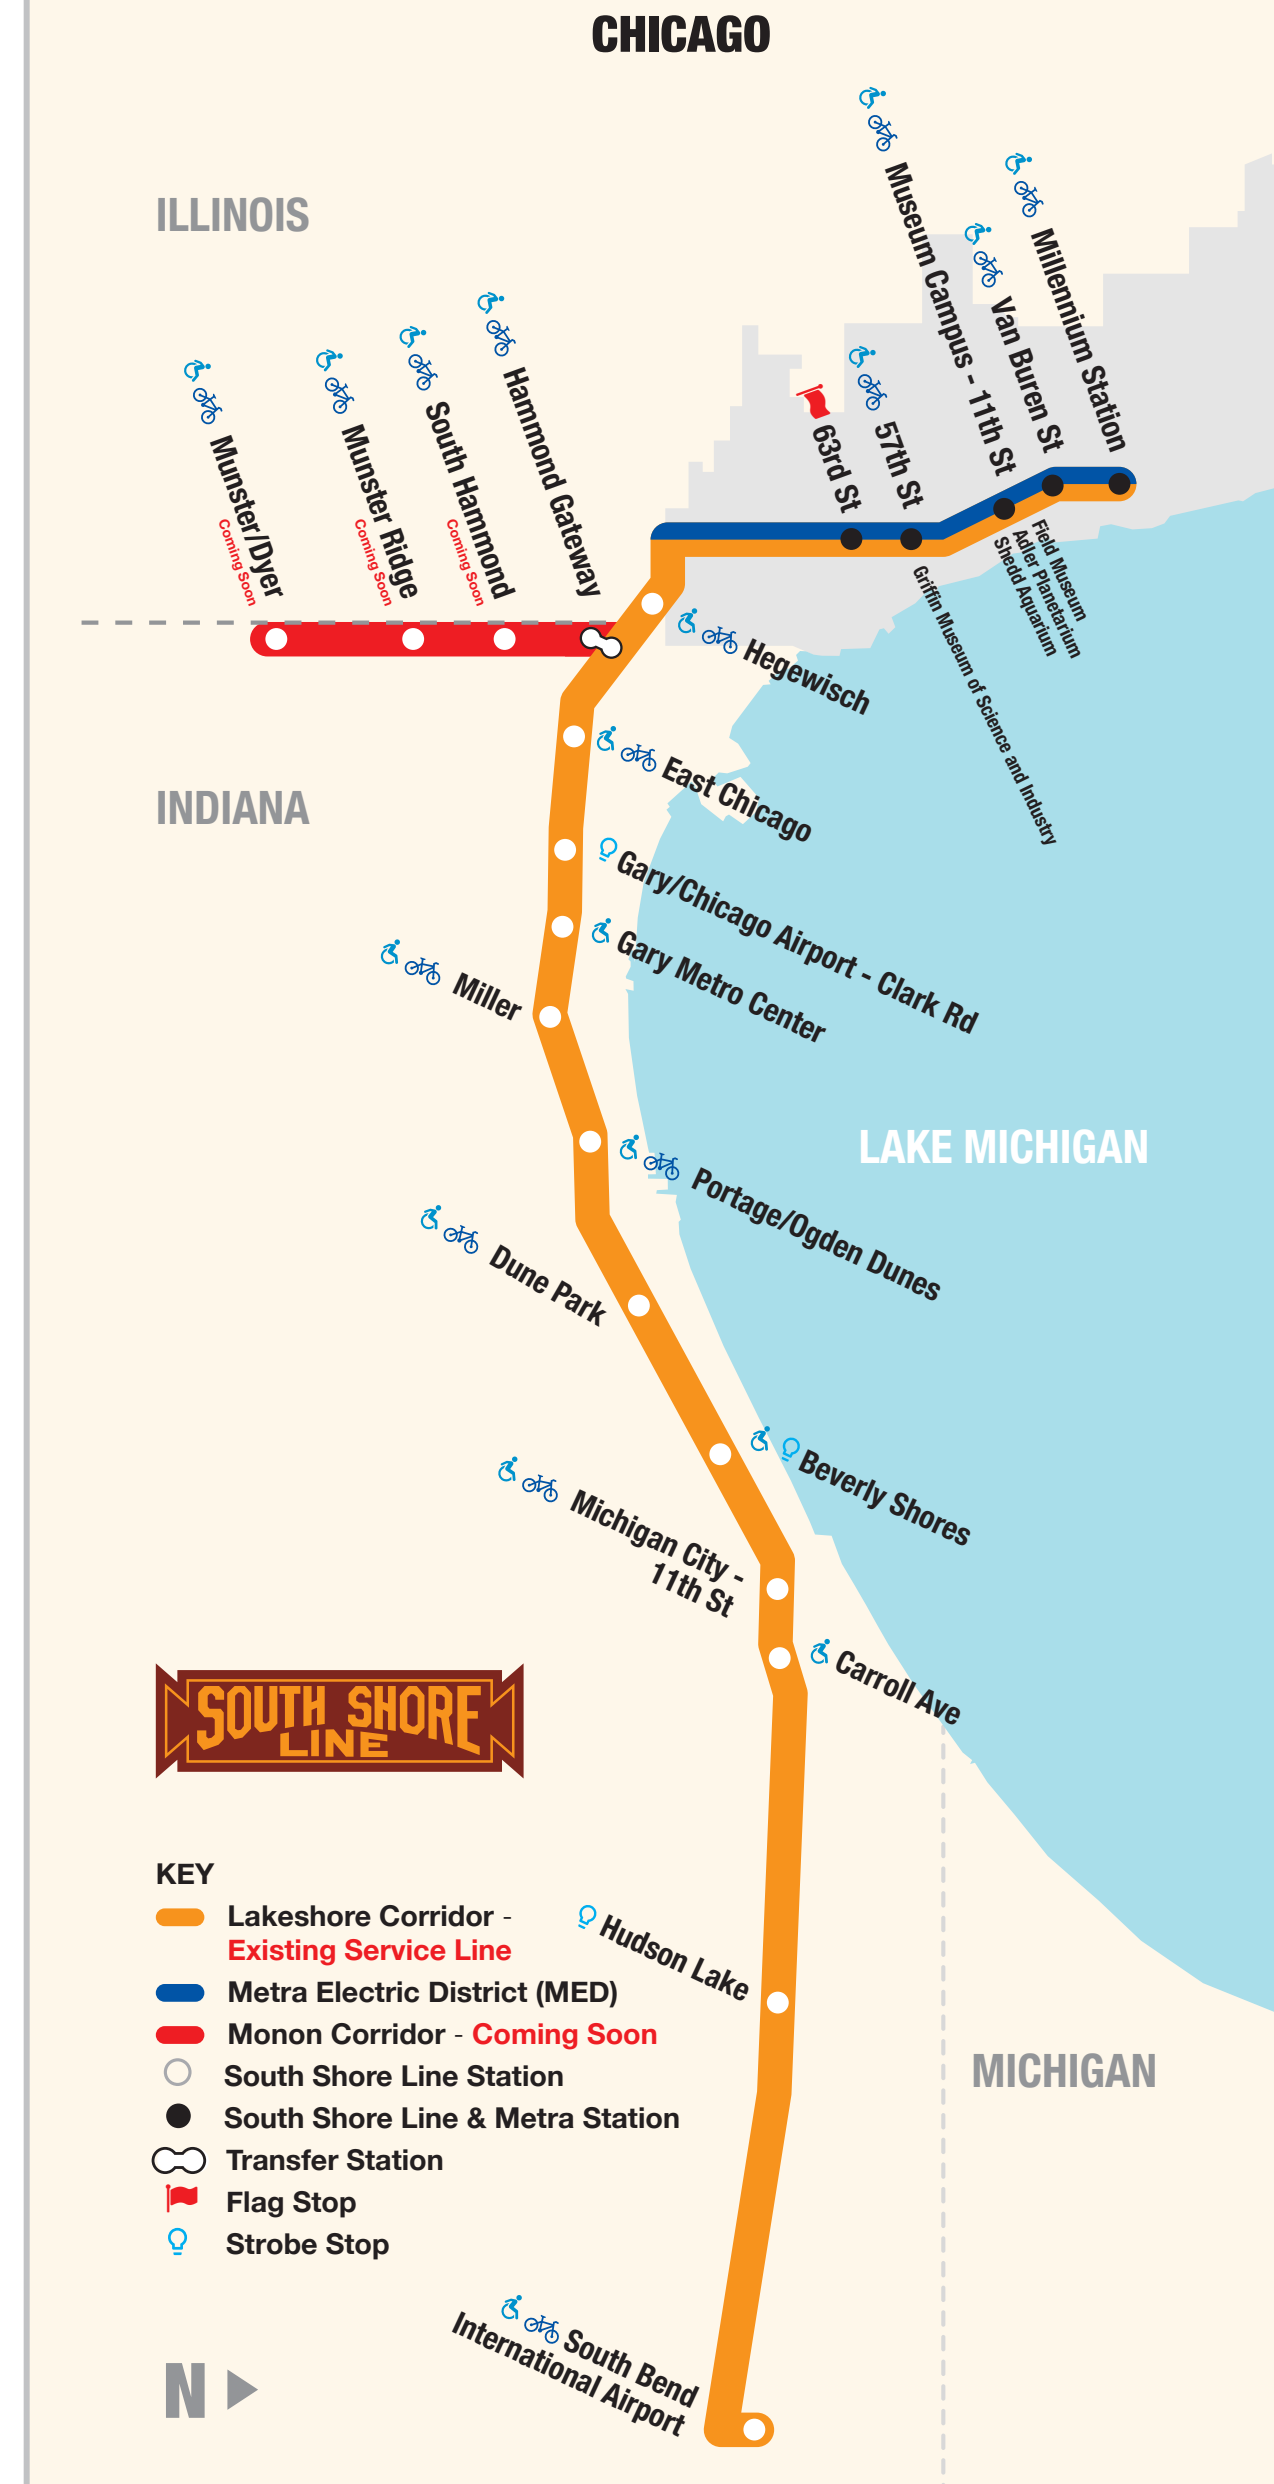 CHICAGO
ILLINOIS
Munster/Dyer
Coming Soon
Munster Ridge
Coming Soon
South Hammond
Coming Soon
Hammond Gateway
63rd St
57th St
Museum Campus - 11th St
Van Buren St
Millennium Station
Field Museum
Adler Planetarium
Shedd Aquarium
Griffin Museum of Science and Industry
Hegewisch
East Chicago
INDIANA
Gary/Chicago Airport - Clark Rd
Gary Metro Center
Miller
LAKE MICHIGAN
Portage/Ogden Dunes
Dune Park
Beverly Shores
Michigan City -
11th St
Carroll Ave
SOUTH SHORE
LINE
KEY
Lakeshore Corridor -
Existing Service Line
Metra Electric District (MED)
Monon Corridor - Coming Soon
South Shore Line Station
South Shore Line & Metra Station
Transfer Station
Flag Stop
Strobe Stop
Hudson Lake
MICHIGAN
South Bend
International Airport
N